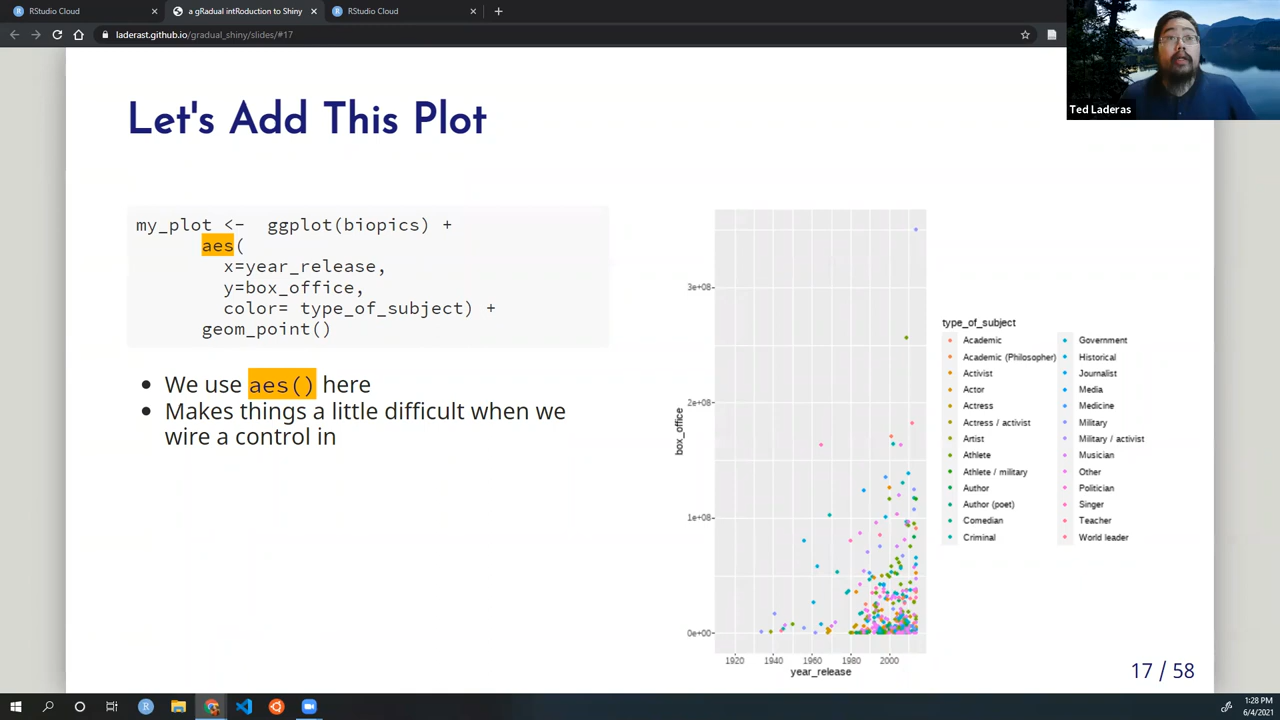 RStudio Cloud
a gRadual intRoduction to Shiny
RStudio Cloud
laderast.github.io/gradual_shiny/slides/#17
Ted Laderas
Let's Add This Plot
my_plot <-  ggplot(biopics) +
aes(
x=year_release,
y=box_office,
color= type_of_subject) +
geom_point()
We use aes() here
Makes things a little difficult when we
wire a control in
3e+08
2e+08
1e+08
0e+00
box_office
1920 1940 1960 1980 2000
year_release
type_of_subject
Academic
Academic (Philosopher)
Activist
Actor
Actress
Actress / activist
Artist
Athlete
Athlete / military
Author
Author (poet)
Comedian
Criminal
Government
Historical
Journalist
Media
Medicine
Military
Military / activist
Musician
Other
Politician
Singer
Teacher
World leader
17 / 58
1:28 PM
6/4/2021